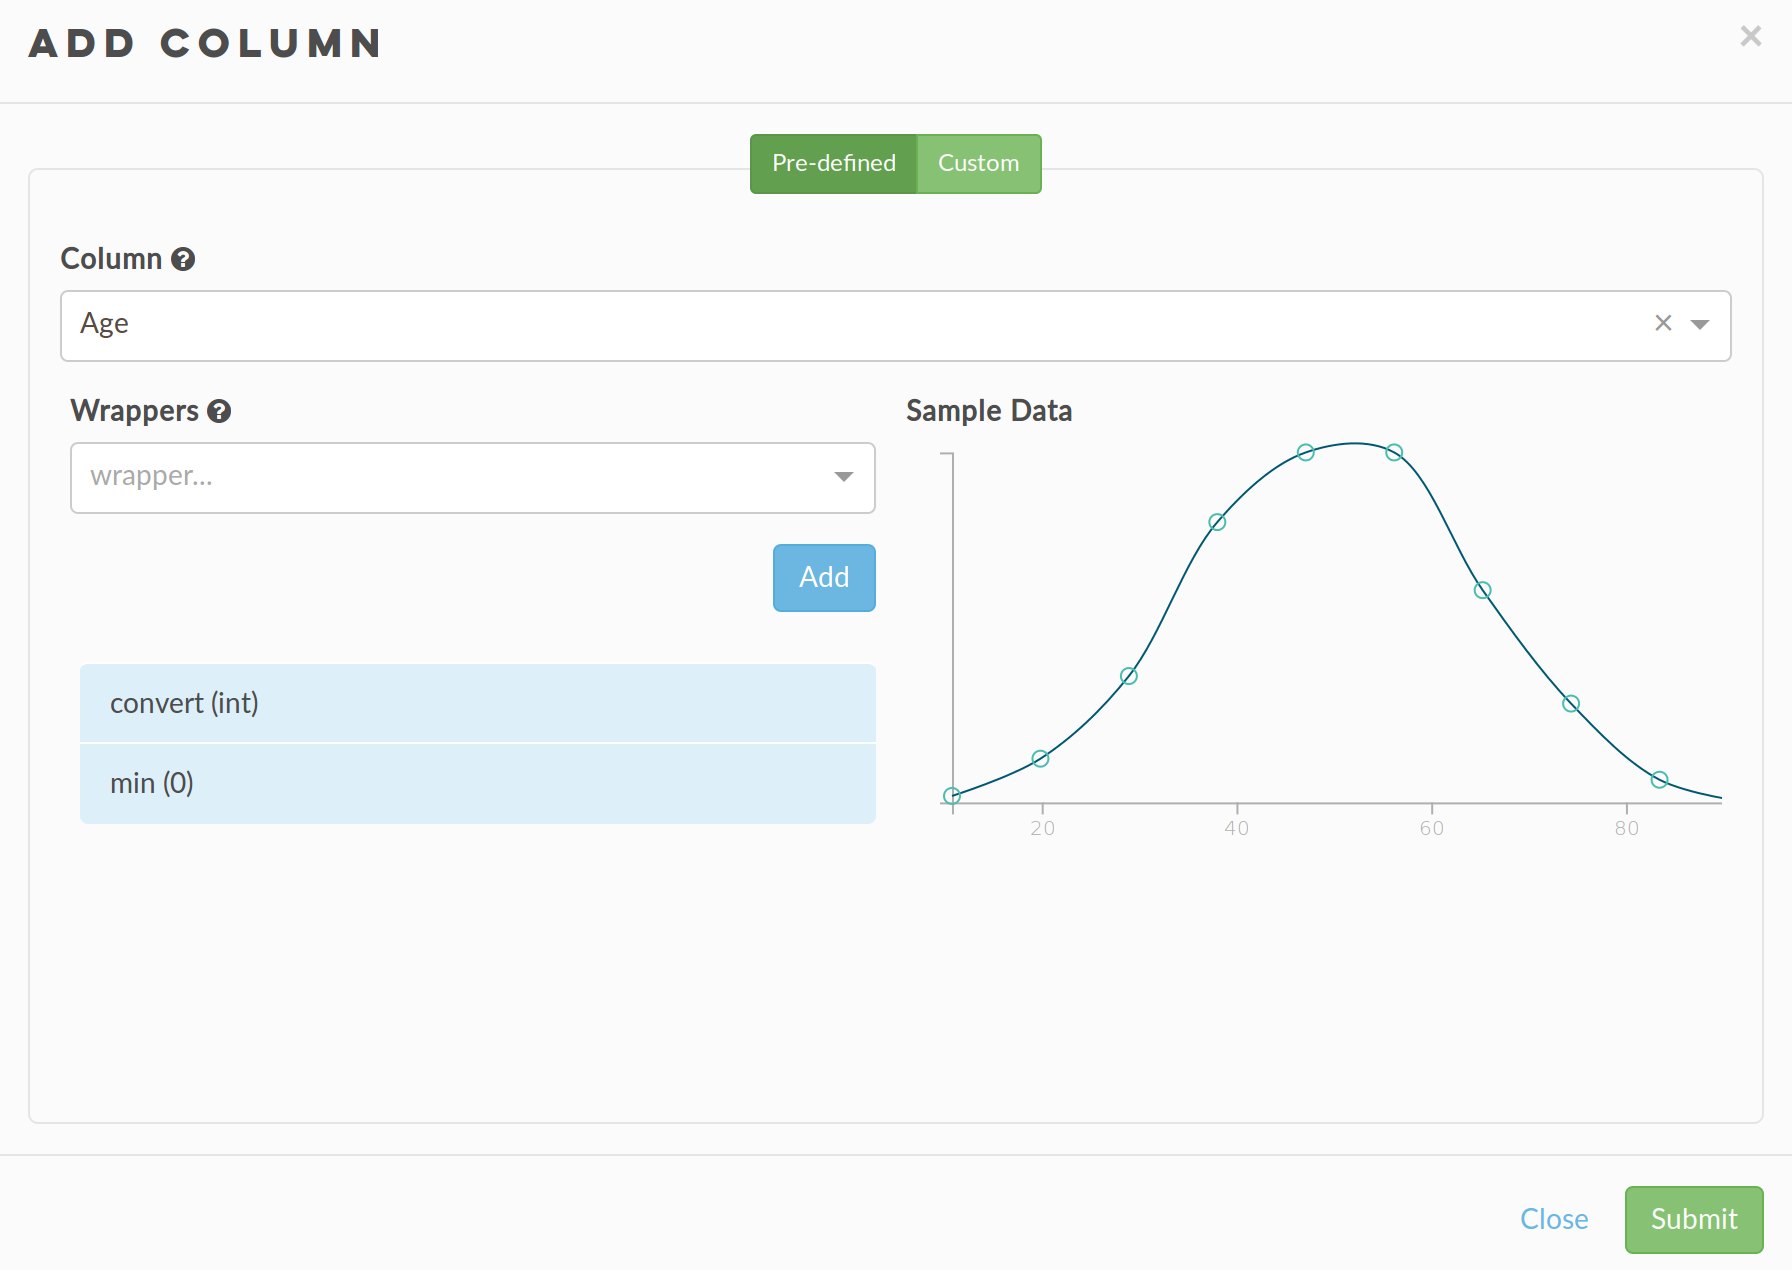 ADD COLUMN
×
Pre-defined Custom
Column ?
Age ×
Wrappers ?
wrapper...
Add
convert (int)
min (0)
Sample Data
20 40 60 80
Close Submit